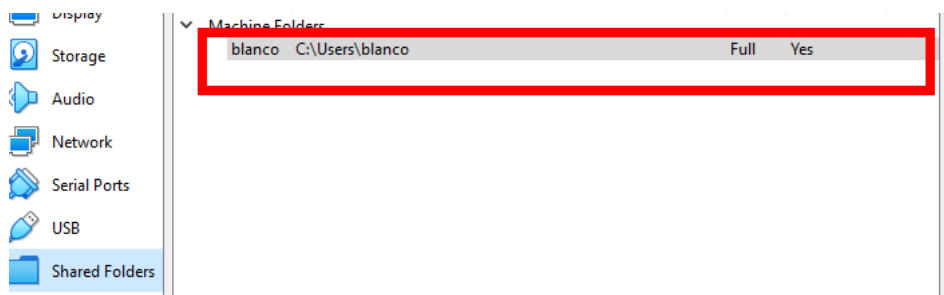 Display
Storage
Audio
Network
Serial Ports
USB
Shared Folders
Machine Folders
blanco C:\Users\blanco Full Yes